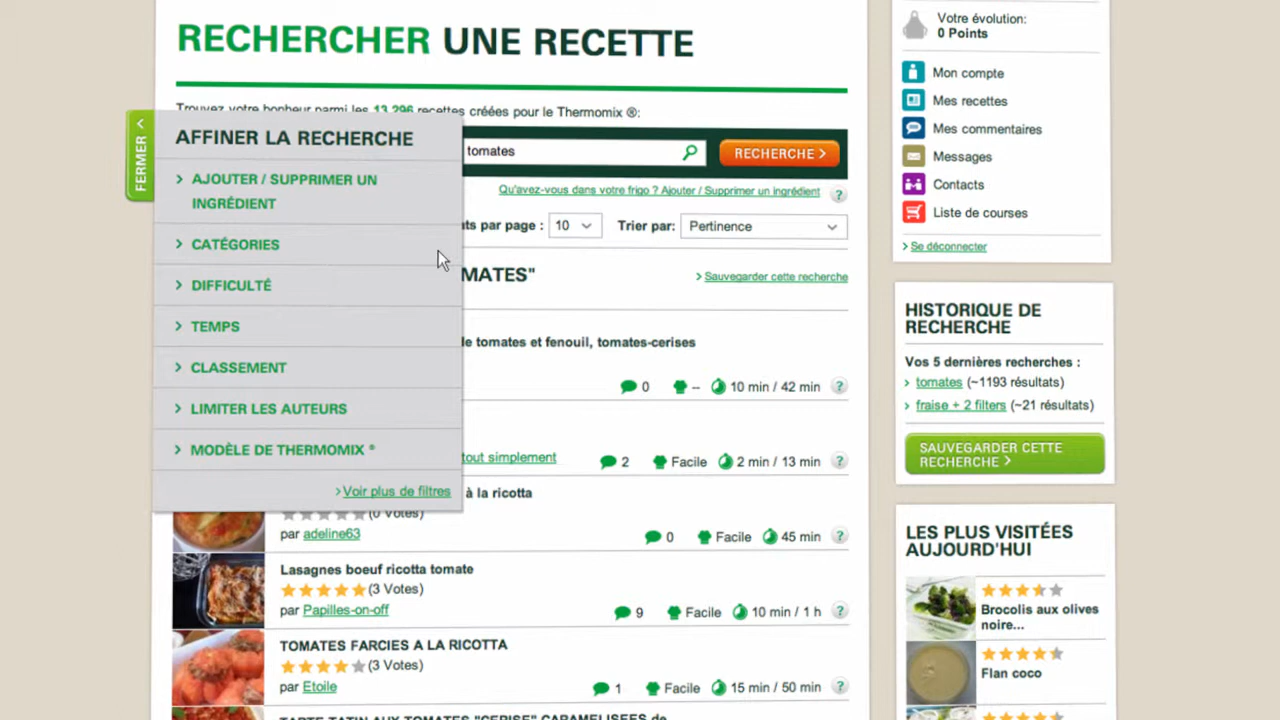 RECHERCHER UNE RECETTE
Trouvez votre bonheur parmi les 13 296 recettes créées pour le Thermomix ®:
FERMER
AFFINER LA RECHERCHE
AJOUTER / SUPPRIMER UN
INGRÉDIENT
CATÉGORIES
DIFFICULTÉ
TEMPS
CLASSEMENT
LIMITER LES AUTEURS
MODÈLE DE THERMOMIX ®
Voir plus de filtres
tomates
RECHERCHE
Qu'avez-vous dans votre frigo ? Ajouter / Supprimer un ingrédient ?
par page : 10 Trier par: Pertinence
Sauvegarder cette recherche
tomates et fenouil, tomates-cerises
0 -- 10 min / 42 min ?
tout simplement
2 Facile 2 min / 13 min ?
à la ricotta
(0 Votes)
par adeline63
0 Facile 45 min ?
Lasagnes boeuf ricotta tomate
(3 Votes)
par Papilles-on-off
9 Facile 10 min / 1 h ?
TOMATES FARCIES A LA RICOTTA
(3 Votes)
par Etoile
1 Facile 15 min / 50 min ?
TARTE TATIN AUX TOMATES "CERISE" CARAMELISEES de
Votre évolution:
0 Points
Mon compte
Mes recettes
Mes commentaires
Messages
Contacts
Liste de courses
Se déconnecter
HISTORIQUE DE
RECHERCHE
Vos 5 dernières recherches :
tomates (~1193 résultats)
fraise + 2 filters (~21 résultats)
SAUVEGARDER CETTE
RECHERCHE
LES PLUS VISITÉES
AUJOURD'HUI
Brocolis aux olives
noire...
Flan coco